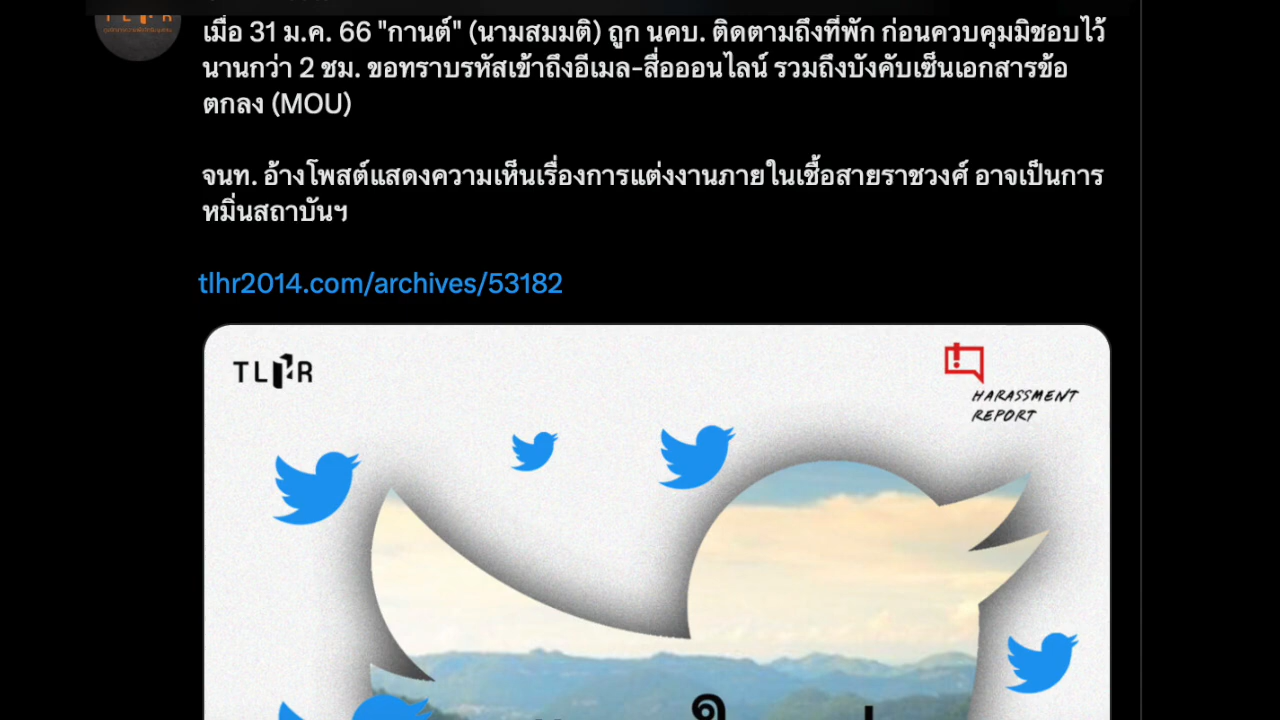 เมื่อ 31 ม.ค. 66 "กานต์" (นามสมมติ) ถูก นคบ. ติดตามถึงที่พัก ก่อนควบคุมมิชอบไว้
นานกว่า 2 ชม. ขอทราบรหัสเข้าถึงอีเมล-สื่อออนไลน์ รวมถึงบังคับเซ็นเอกสารข้อ
ตกลง (MOU)
จนท. อ้างโพสต์แสดงความเห็นเรื่องการแต่งงานภายในเชื้อสายราชวงศ์ อาจเป็นการ
หมิ่นสถาบันฯ
tlhr2014.com/archives/53182
TLHR
HARASSMENT
REPORT